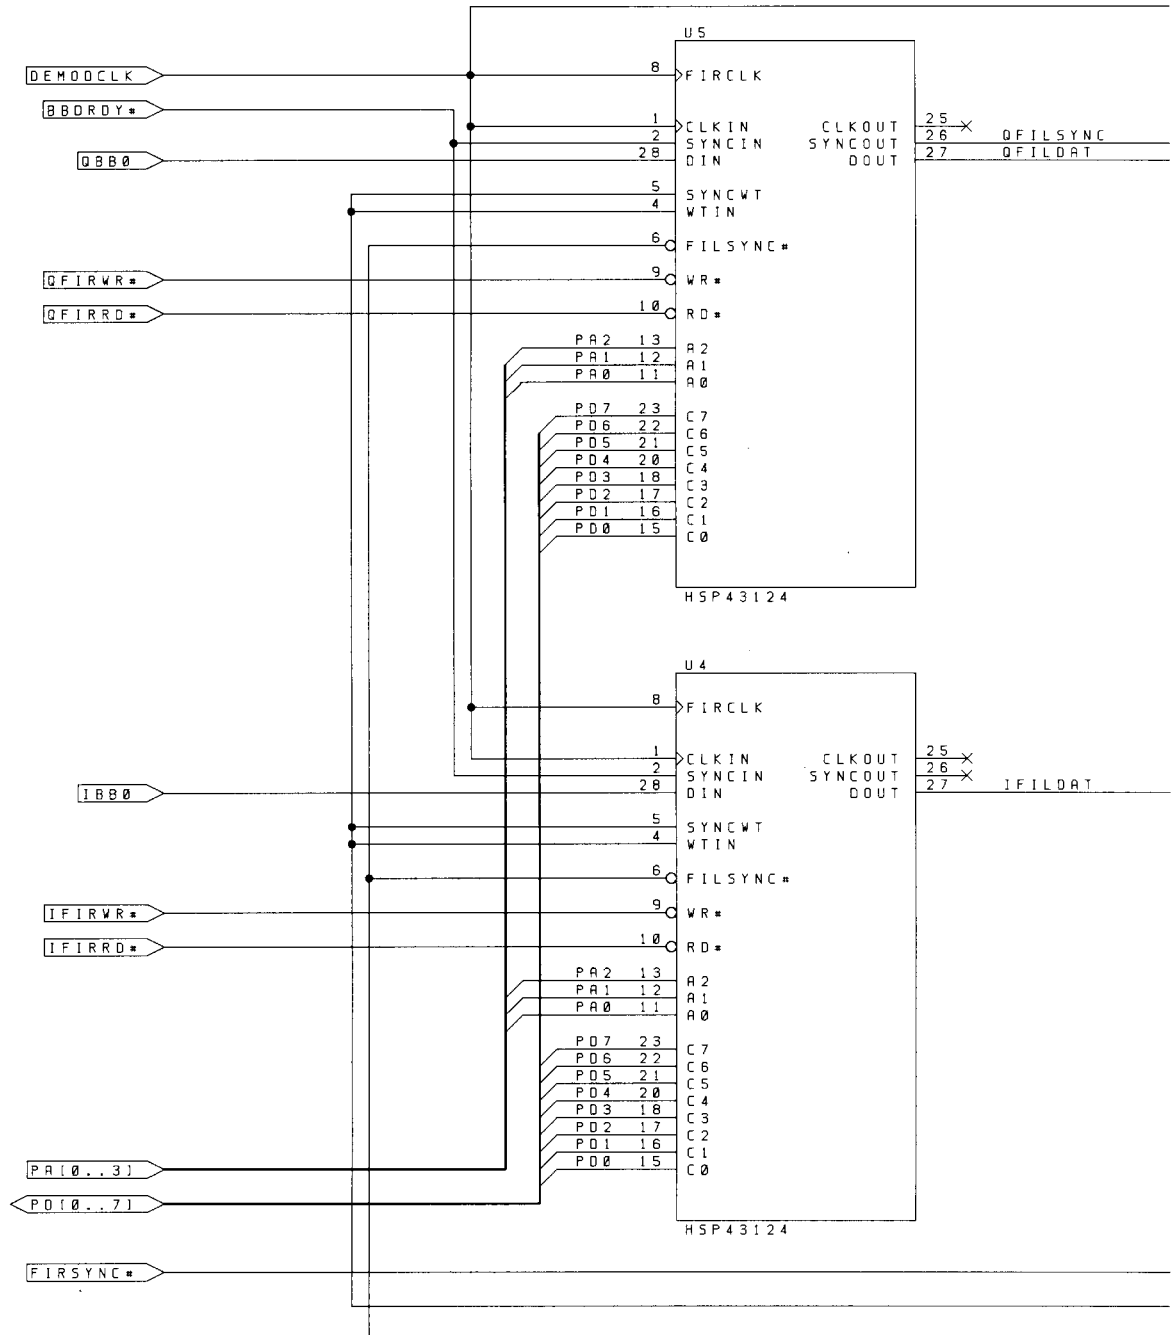 U5
DEMODCLK 8 FIRCLK
BBDRDY#
1 CLKIN CLKOUT 25
2 SYNCIN SYNCOUT 26 QFILSYNC
QBB0 28 DIN DOUT 27 QFILDAT
5 SYNCWT
4 WTIN
6 FILSYNC#
QFIRWR# 9 WR#
QFIRRD# 10 RD#
PA2 13 A2
PA1 12 A1
PA0 11 A0
PD7 23 C7
PD6 22 C6
PD5 21 C5
PD4 20 C4
PD3 18 C3
PD2 17 C2
PD1 16 C1
PD0 15 C0
HSP43124
U4
8 FIRCLK
1 CLKIN CLKOUT 25
2 SYNCIN SYNCOUT 26
IBB0 28 DIN DOUT 27 IFILDAT
5 SYNCWT
4 WTIN
6 FILSYNC#
IFIRWR# 9 WR#
IFIRRD# 10 RD#
PA2 13 A2
PA1 12 A1
PA0 11 A0
PD7 23 C7
PD6 22 C6
PD5 21 C5
PD4 20 C4
PD3 18 C3
PD2 17 C2
PD1 16 C1
PD0 15 C0
PA[0..3]
PD[0..7]
HSP43124
FIRSYNC#